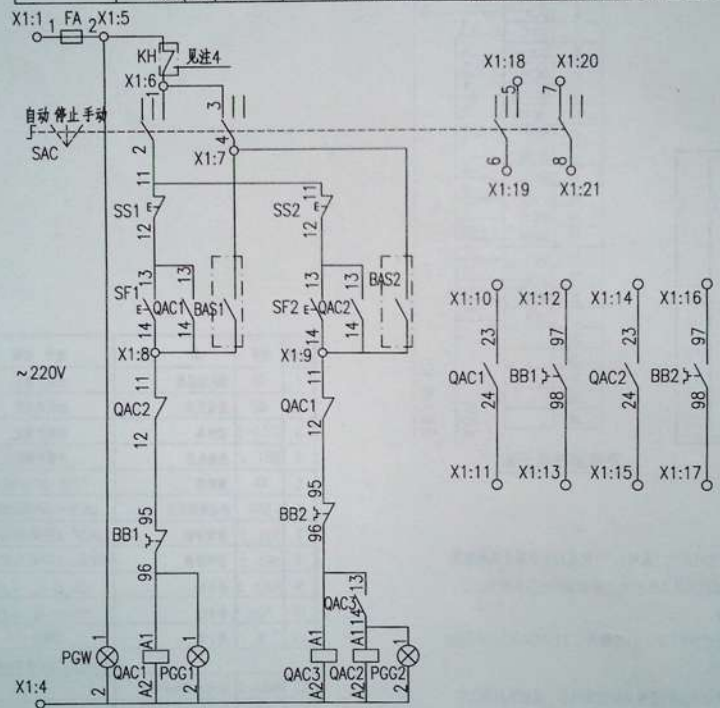 X1:1 1 FA 2 X1:5
KH 见注4
X1:6
X1:18 X1:20
1 3 5 7
自动 停止 手动
SAC
2 4 6 8
X1:7
X1:19 X1:21
11 11
SS1 SS2
12 12
13 13 13 13
SF1 QAC1 BAS1 SF2 QAC2 BAS2
14 14 14 14
X1:8 X1:9
X1:10 X1:12 X1:14 X1:16
23 97 23 97
QAC1 BB1 QAC2 BB2
24 98 24 98
X1:11 X1:13 X1:15 X1:17
~220V
11 11
QAC2 QAC1
12 12
95 95
BB1 BB2
96 96
13
QAC3
14
1 A1 1 A1 A1 1
PGW QAC1 PGG1 QAC3 QAC2 PGG2
2 A2 2 A2 A2 2
X1:4